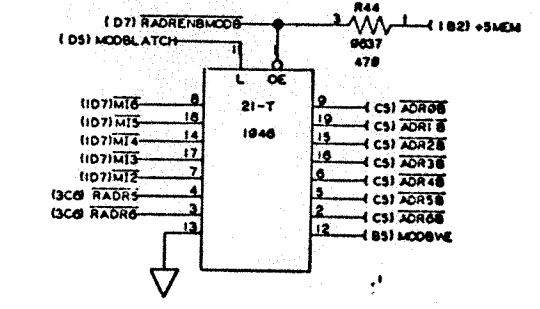 R44
(D7) RADRENBMODB 3 1 (1B2) +5MEM
(D5) MODBLATCH 1 9637
479
L OE
21-T
1946
(1D7) MI6 8 9 (C5) ADR0B
(1D7) MI5 18 19 (C5) ADR1B
(1D7) MI4 14 15 (C5) ADR2B
(1D7) MI3 17 16 (C5) ADR3B
(1D7) MI2 7 6 (C5) ADR4B
(3C6) RADR5 4 5 (C5) ADR5B
(3C6) RADR6 3 2 (C5) ADR6B
13 12 (B5) MODBWE